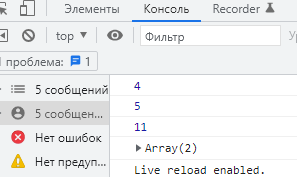 Элементы Консоль Recorder
top Фильтр
1 проблема: 1
5 сообщений
5 сообщен...
Нет ошибок
Нет предуп...
4
5
11
Array(2)
Live reload enabled.